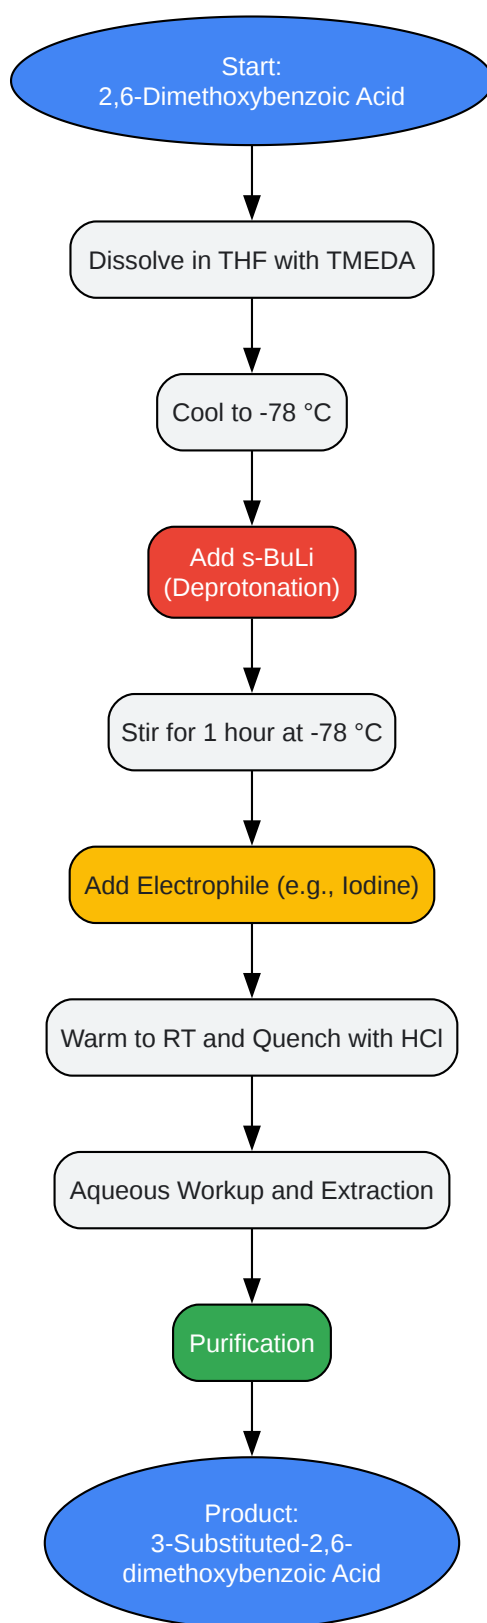 Start:
2,6-Dimethoxybenzoic Acid
Dissolve in THF with TMEDA
Cool to -78 °C
Add s-BuLi
(Deprotonation)
Stir for 1 hour at -78 °C
Add Electrophile (e.g., Iodine)
Warm to RT and Quench with HCl
Aqueous Workup and Extraction
Purification
Product:
3-Substituted-2,6-
dimethoxybenzoic Acid